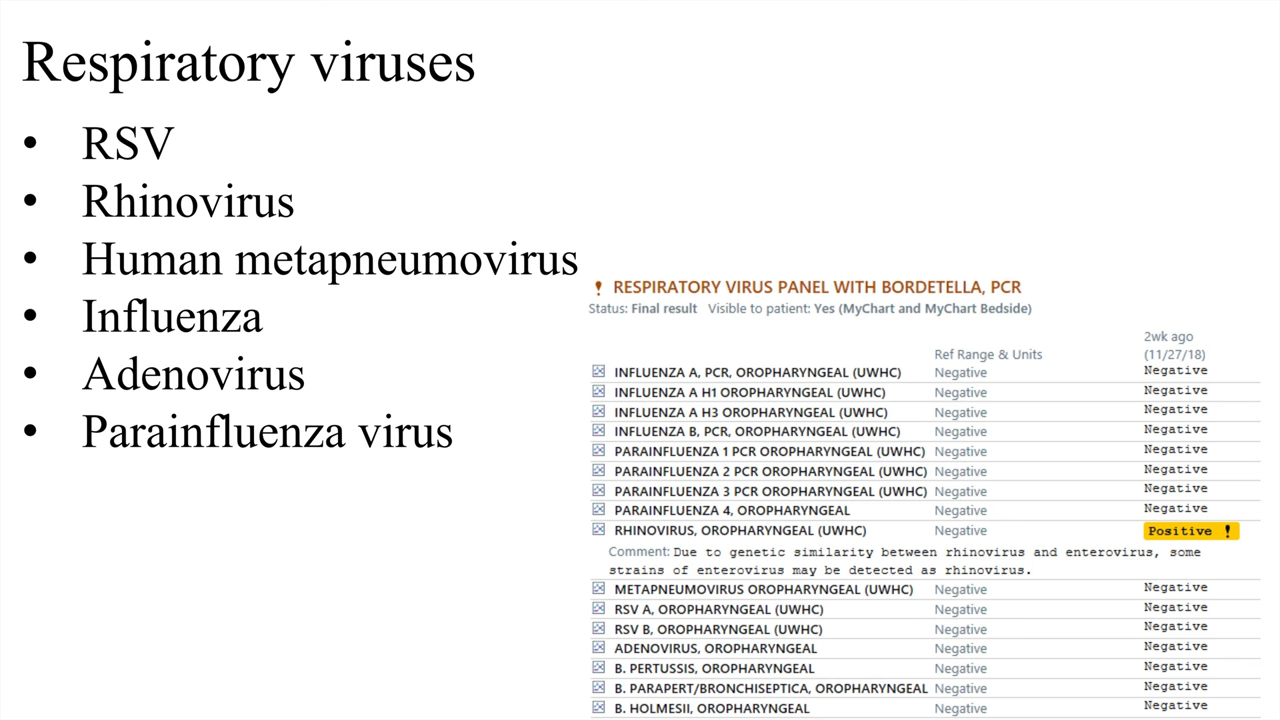 Respiratory viruses
• RSV
• Rhinovirus
• Human metapneumovirus
• Influenza
• Adenovirus
• Parainfluenza virus
! RESPIRATORY VIRUS PANEL WITH BORDETELLA, PCR
Status: Final result Visible to patient: Yes (MyChart and MyChart Bedside)
2wk ago
Ref Range & Units (11/27/18)
INFLUENZA A, PCR, OROPHARYNGEAL (UWHC) Negative Negative
INFLUENZA A H1 OROPHARYNGEAL (UWHC) Negative Negative
INFLUENZA A H3 OROPHARYNGEAL (UWHC) Negative Negative
INFLUENZA B, PCR, OROPHARYNGEAL (UWHC) Negative Negative
PARAINFLUENZA 1 PCR OROPHARYNGEAL (UWHC) Negative Negative
PARAINFLUENZA 2 PCR OROPHARYNGEAL (UWHC) Negative Negative
PARAINFLUENZA 3 PCR OROPHARYNGEAL (UWHC) Negative Negative
PARAINFLUENZA 4, OROPHARYNGEAL Negative Negative
RHINOVIRUS, OROPHARYNGEAL (UWHC) Negative Positive !
Comment: Due to genetic similarity between rhinovirus and enterovirus, some
strains of enterovirus may be detected as rhinovirus.
METAPNEUMOVIRUS OROPHARYNGEAL (UWHC) Negative Negative
RSV A, OROPHARYNGEAL (UWHC) Negative Negative
RSV B, OROPHARYNGEAL (UWHC) Negative Negative
ADENOVIRUS, OROPHARYNGEAL Negative Negative
B. PERTUSSIS, OROPHARYNGEAL Negative Negative
B. PARAPERT/BRONCHISEPTICA, OROPHARYNGEAL Negative Negative
B. HOLMESII, OROPHARYNGEAL Negative Negative